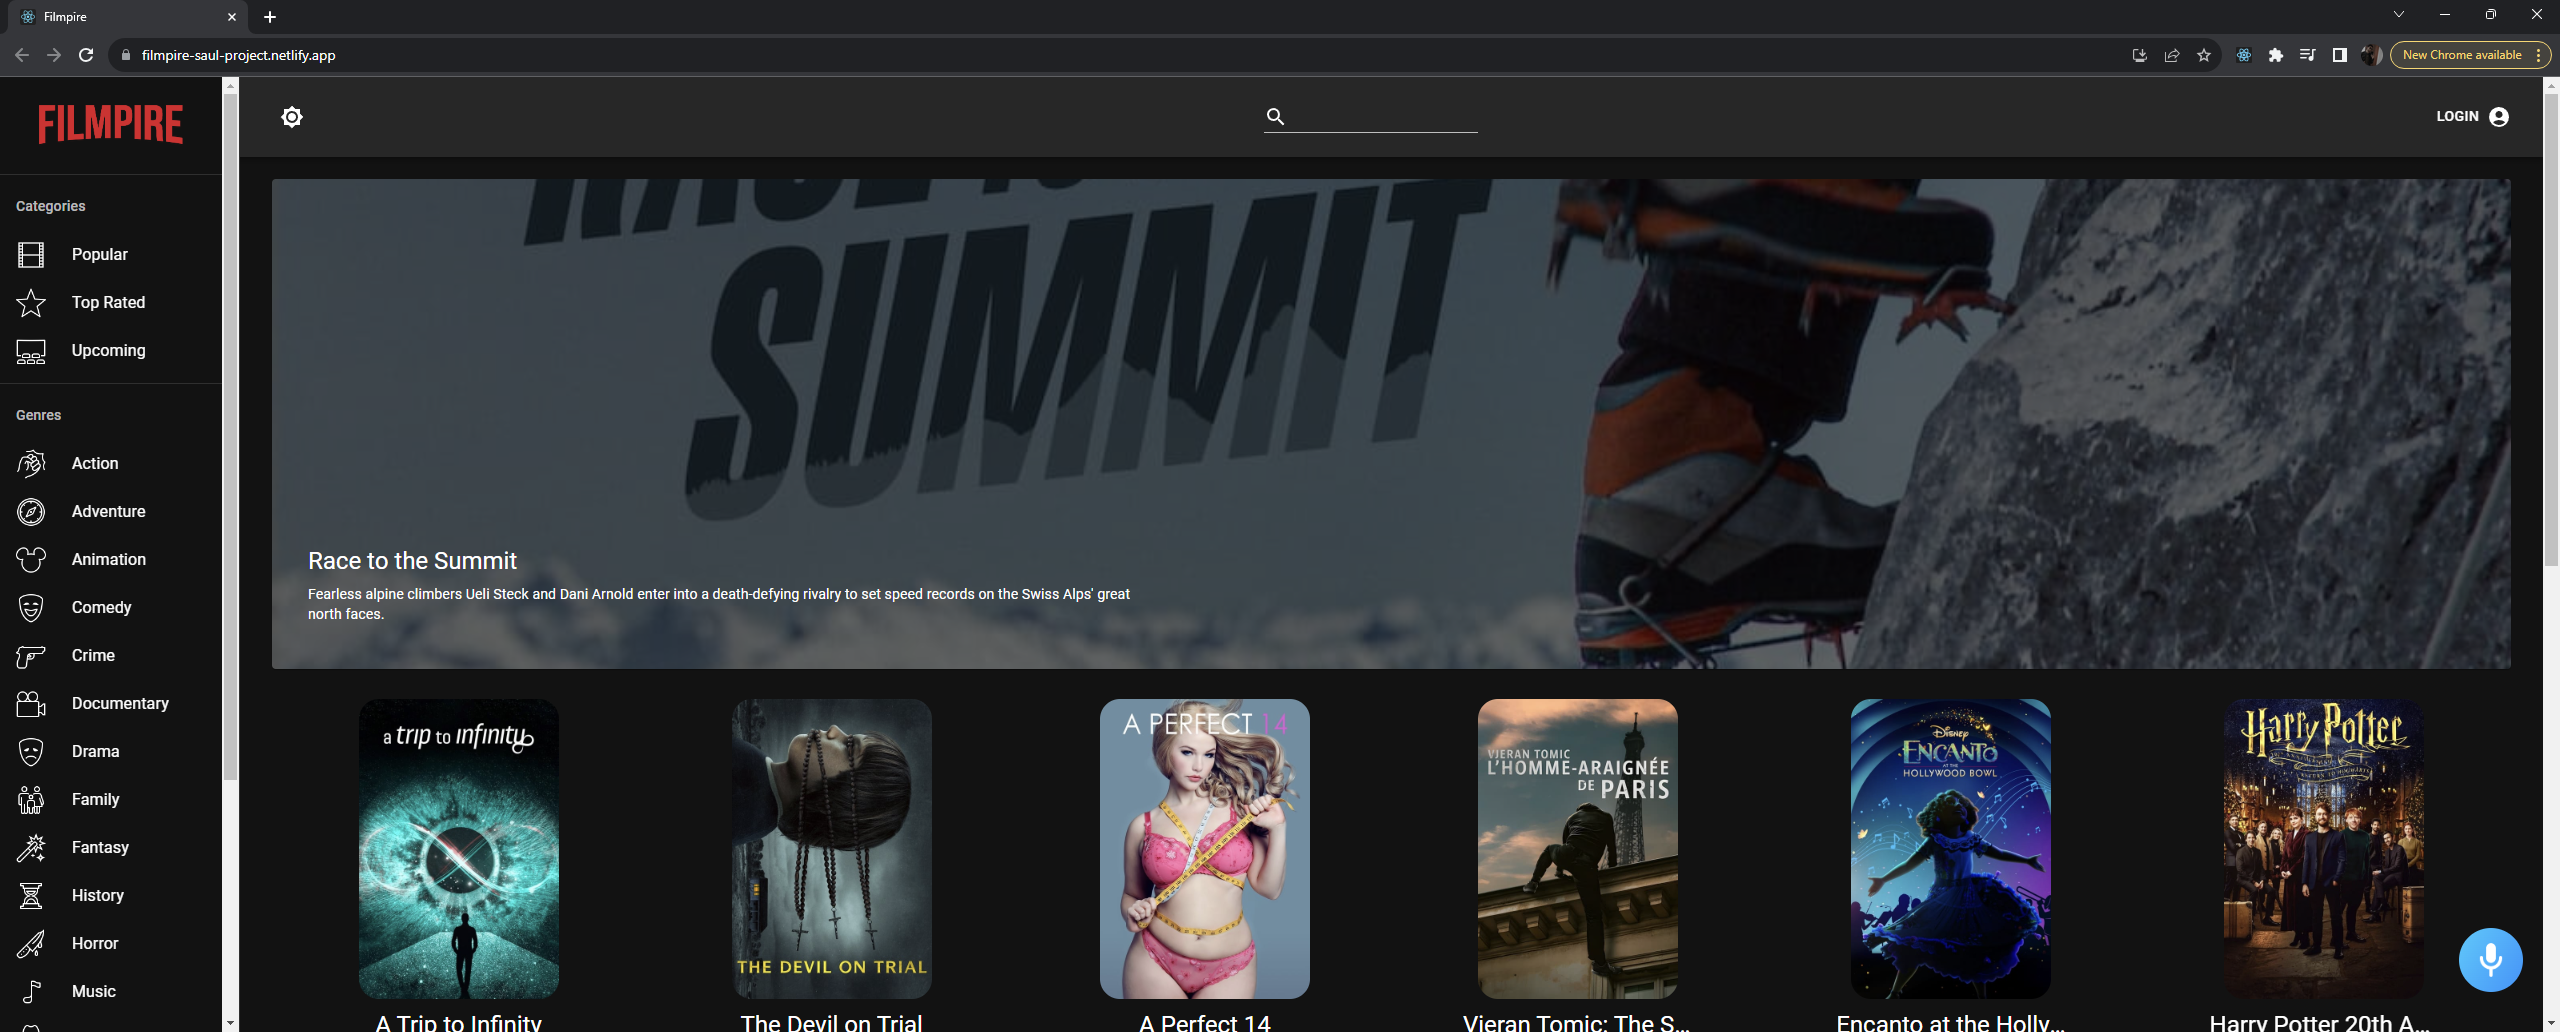 Filmpire
filmpire-saul-project.netlify.app
New Chrome available
FILMPIRE
LOGIN
Categories
Popular
Top Rated
Upcoming
Genres
Action
Adventure
Animation
Comedy
Crime
Documentary
Drama
Family
Fantasy
History
Horror
Music
SUMMIT
Race to the Summit
Fearless alpine climbers Ueli Steck and Dani Arnold enter into a death-defying rivalry to set speed records on the Swiss Alps' great
north faces.
a trip to infinity
THE DEVIL ON TRIAL
A PERFECT 14
VJERAN TOMIC
L'HOMME-ARAIGNÉE
DE PARIS
Disney
ENCANTO
AT THE
HOLLYWOOD BOWL
Harry Potter
A Trip to Infinity
The Devil on Trial
A Perfect 14
Vjeran Tomic: The S...
Encanto at the Holly...
Harry Potter 20th A...